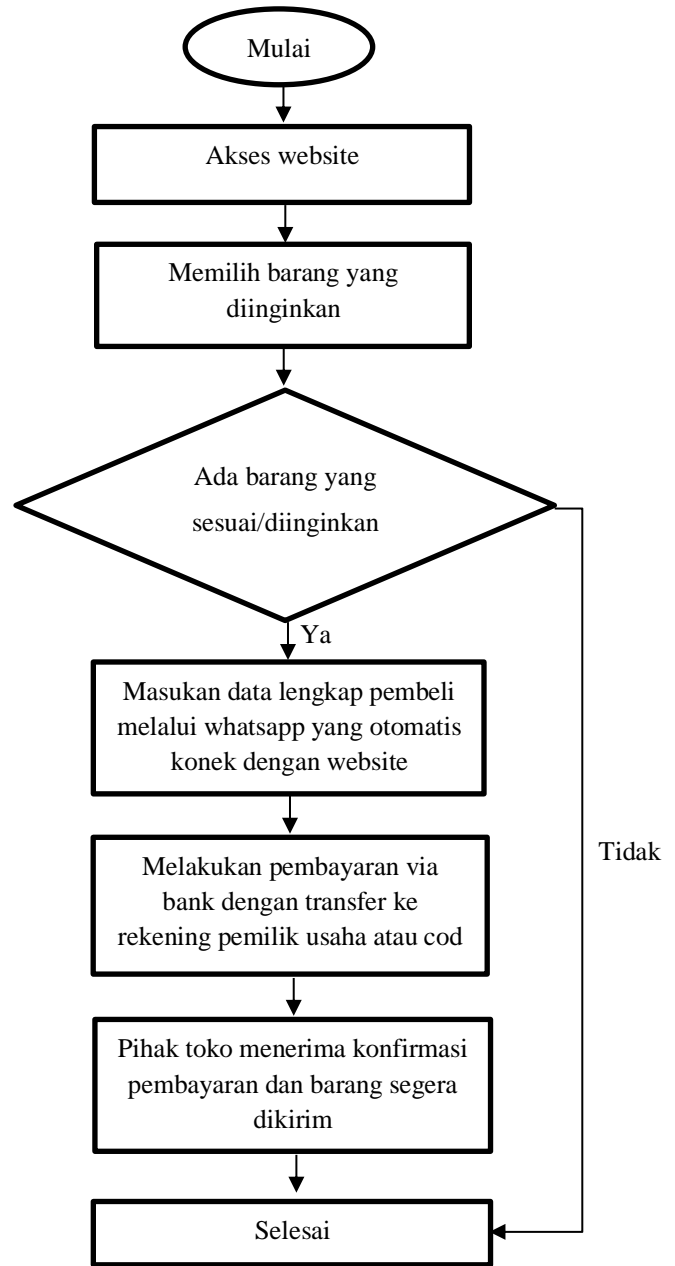 Mulai
Akses website
Memilih barang yang
diinginkan
Ada barang yang
sesuai/diinginkan
Ya
Masukan data lengkap pembeli
melalui whatsapp yang otomatis
konek dengan website
Tidak
Melakukan pembayaran via
bank dengan transfer ke
rekening pemilik usaha atau cod
Pihak toko menerima konfirmasi
pembayaran dan barang segera
dikirim
Selesai